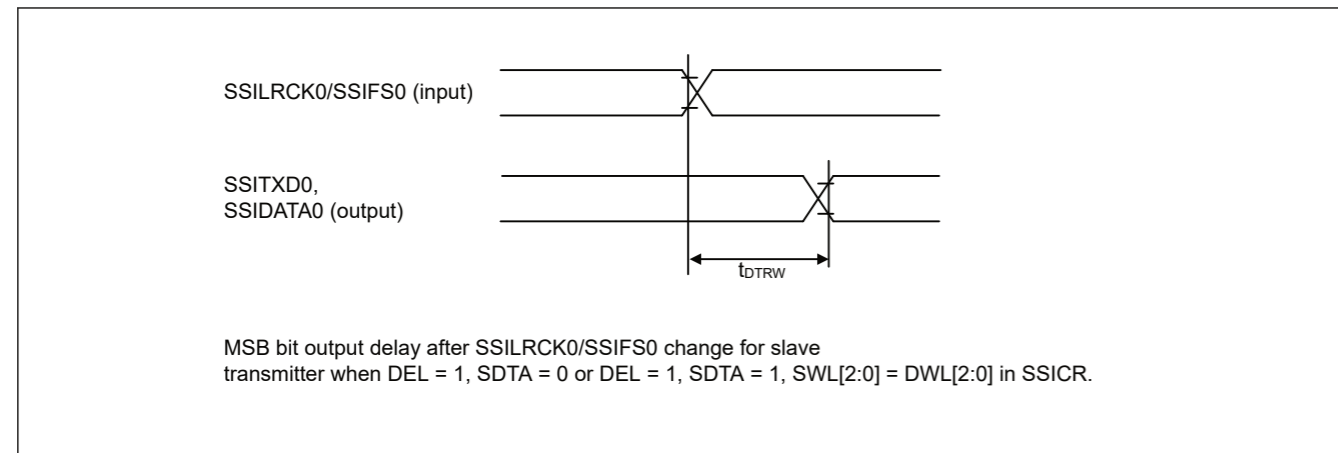 SSILRCK0/SSIFS0 (input)
SSITXD0,
SSIDATA0 (output)
tDTRW
MSB bit output delay after SSILRCK0/SSIFS0 change for slave
transmitter when DEL = 1, SDTA = 0 or DEL = 1, SDTA = 1, SWL[2:0] = DWL[2:0] in SSICR.